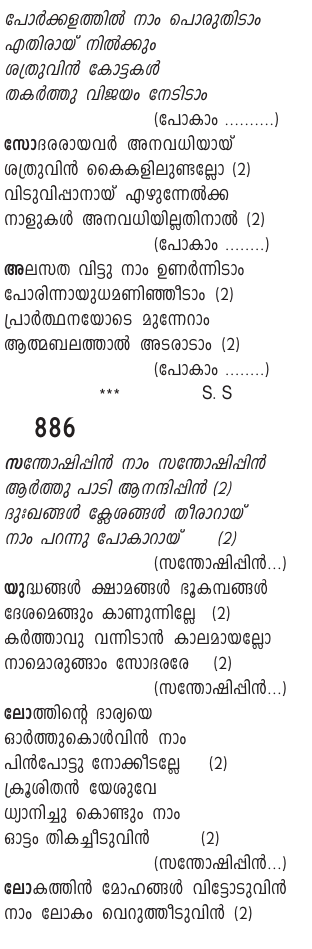 പോർക്കളത്തിൽ നാം പൊരുതിടാം
എതിരായ് നിൽക്കും
ശത്രുവിൻ കോട്ടകൾ
തകർത്തു വിജയം നേടിടാം
(പോകാം ..........)
സോദരരായവർ അനവധിയായ്
ശത്രുവിൻ കൈകളിലുണ്ടല്ലോ (2)
വിടുവിപ്പാനായ് എഴുന്നേൽക്ക
നാളുകൾ അനവധിയില്ലതിനാൽ (2)
(പോകാം ........)
അലസത വിട്ടു നാം ഉണർന്നിടാം
പോരിന്നായുധമണിഞ്ഞീടാം (2)
പ്രാർത്ഥനയോടെ മുന്നേറാം
ആത്മബലത്താൽ അടരാടാം (2)
(പോകാം ........)
*** S. S
886
സന്തോഷിപ്പിൻ നാം സന്തോഷിപ്പിൻ
ആർത്തു പാടി ആനന്ദിപ്പിൻ (2)
ദുഃഖങ്ങൾ ക്ലേശങ്ങൾ തീരാറായ്
നാം പറന്നു പോകാറായ് (2)
(സന്തോഷിപ്പിൻ...)
യുദ്ധങ്ങൾ ക്ഷാമങ്ങൾ ഭൂകമ്പങ്ങൾ
ദേശമെങ്ങും കാണുന്നില്ലേ (2)
കർത്താവു വന്നിടാൻ കാലമായല്ലോ
നാമൊരുങ്ങാം സോദരരേ (2)
(സന്തോഷിപ്പിൻ...)
ലോത്തിന്റെ ഭാര്യയെ
ഓർത്തുകൊൾവിൻ നാം
പിൻപോട്ടു നോക്കീടല്ലേ (2)
ക്രൂശിതൻ യേശുവേ
ധ്യാനിച്ചു കൊണ്ടും നാം
ഓട്ടം തികച്ചീടുവിൻ (2)
(സന്തോഷിപ്പിൻ...)
ലോകത്തിൻ മോഹങ്ങൾ വിട്ടോടുവിൻ
നാം ലോകം വെറുത്തീടുവിൻ (2)